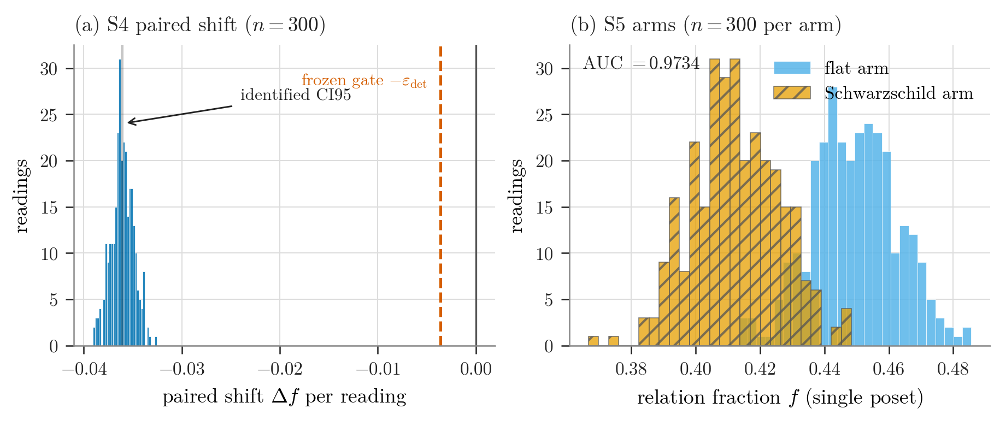 (a) S4 paired shift (n = 300)
frozen gate −ε_det
identified CI95
readings
30
25
20
15
10
5
0
−0.04
−0.03
−0.02
−0.01
0.00
paired shift Δf per reading
(b) S5 arms (n = 300 per arm)
AUC = 0.9734
flat arm
Schwarzschild arm
readings
30
25
20
15
10
5
0
0.38
0.40
0.42
0.44
0.46
0.48
relation fraction f (single poset)